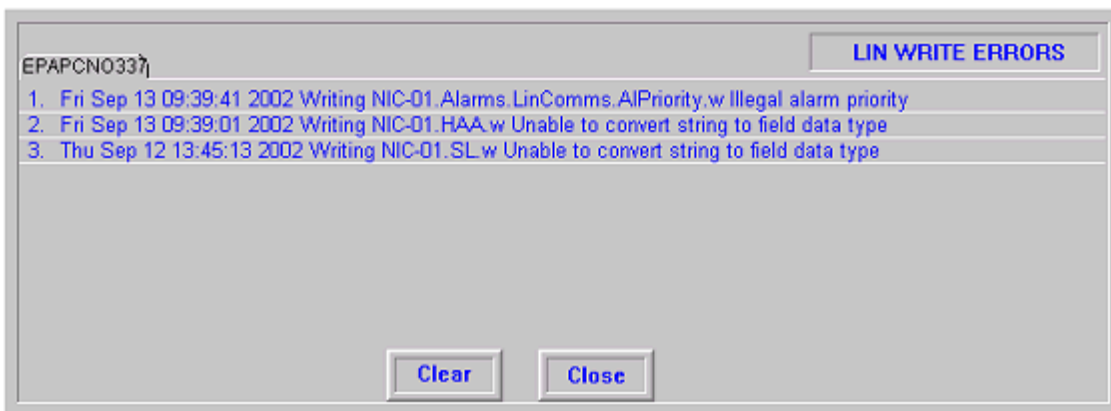 LIN WRITE ERRORS
EPAPCNO337
1. Fri Sep 13 09:39:41 2002 Writing NIC-01.Alarms.LinComms.AlPriority.w Illegal alarm priority
2. Fri Sep 13 09:39:01 2002 Writing NIC-01.HAA.w Unable to convert string to field data type
3. Thu Sep 12 13:45:13 2002 Writing NIC-01.SL.w Unable to convert string to field data type
Clear Close